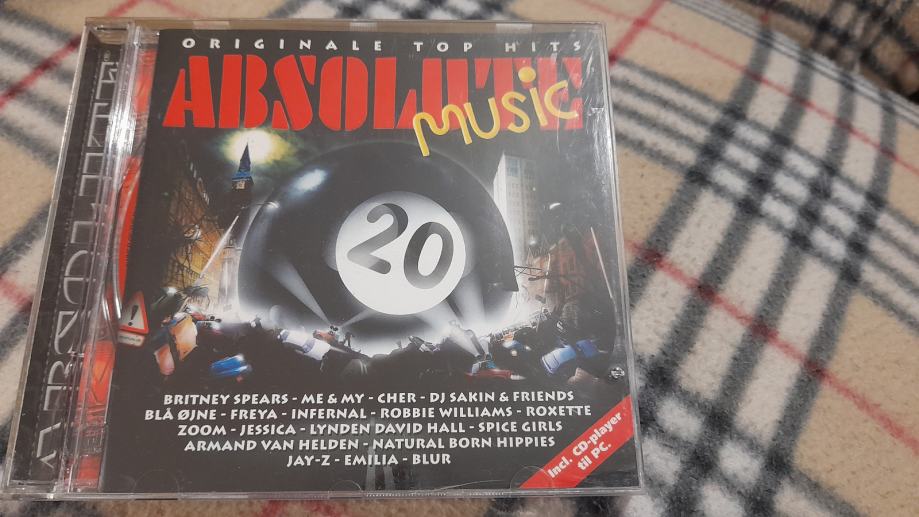 ORIGINALE TOP HITS
ABSOLUTE
music
20
BRITNEY SPEARS - ME & MY - CHER - DJ SAKIN & FRIENDS
BLÅ ØJNE - FREYA - INFERNAL - ROBBIE WILLIAMS - ROXETTE
ZOOM - JESSICA - LYNDEN DAVID HALL - SPICE GIRLS
ARMAND VAN HELDEN - NATURAL BORN HIPPIES
JAY-Z - EMILIA - BLUR
Incl. CD-player
til PC.